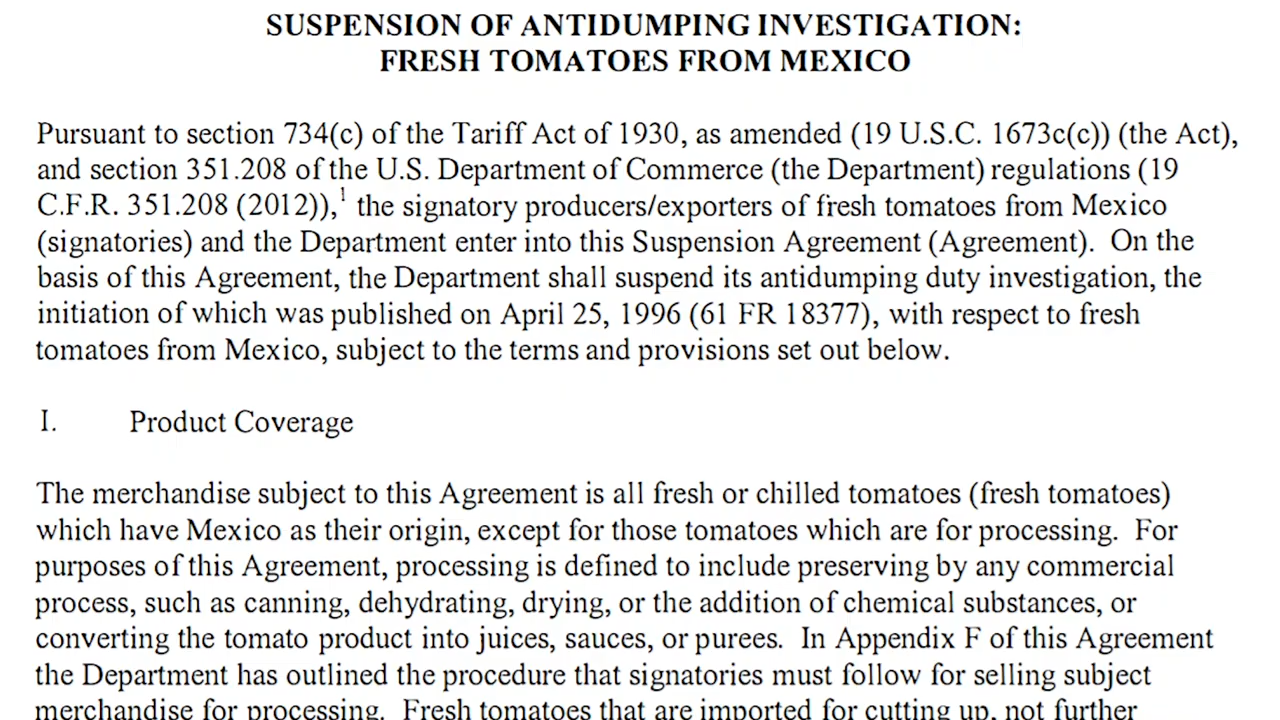 SUSPENSION OF ANTIDUMPING INVESTIGATION:
FRESH TOMATOES FROM MEXICO
Pursuant to section 734(c) of the Tariff Act of 1930, as amended (19 U.S.C. 1673c(c)) (the Act),
and section 351.208 of the U.S. Department of Commerce (the Department) regulations (19
C.F.R. 351.208 (2012)),¹ the signatory producers/exporters of fresh tomatoes from Mexico
(signatories) and the Department enter into this Suspension Agreement (Agreement). On the
basis of this Agreement, the Department shall suspend its antidumping duty investigation, the
initiation of which was published on April 25, 1996 (61 FR 18377), with respect to fresh
tomatoes from Mexico, subject to the terms and provisions set out below.
I. Product Coverage
The merchandise subject to this Agreement is all fresh or chilled tomatoes (fresh tomatoes)
which have Mexico as their origin, except for those tomatoes which are for processing. For
purposes of this Agreement, processing is defined to include preserving by any commercial
process, such as canning, dehydrating, drying, or the addition of chemical substances, or
converting the tomato product into juices, sauces, or purees. In Appendix F of this Agreement
the Department has outlined the procedure that signatories must follow for selling subject
merchandise for processing. Fresh tomatoes that are imported for cutting up, not further